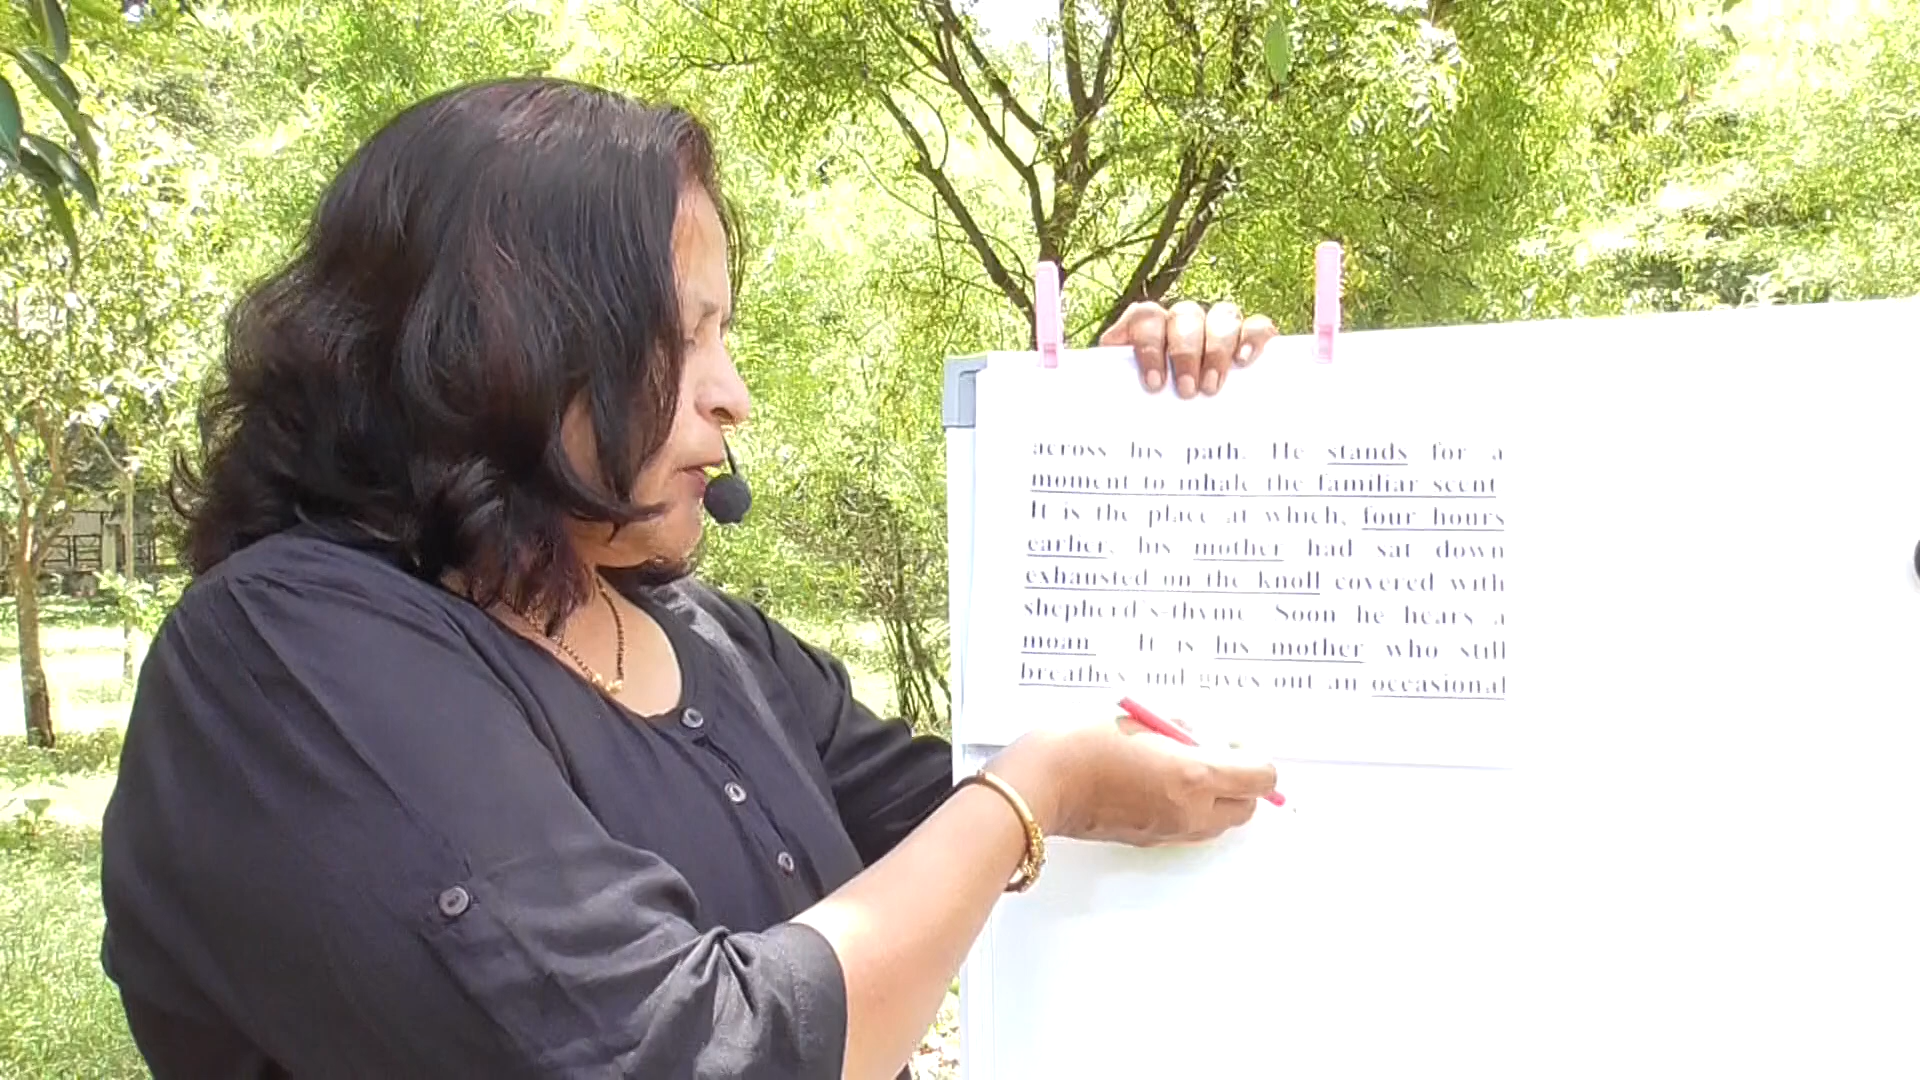 across his path. He stands for a
moment to inhale the familiar scent
It is the place at which, four hours
earlier, his mother had sat down
exhausted on the knoll covered with
shepherd's-thyme Soon he hears a
moan It is his mother who still
breathes and gives out an occasional